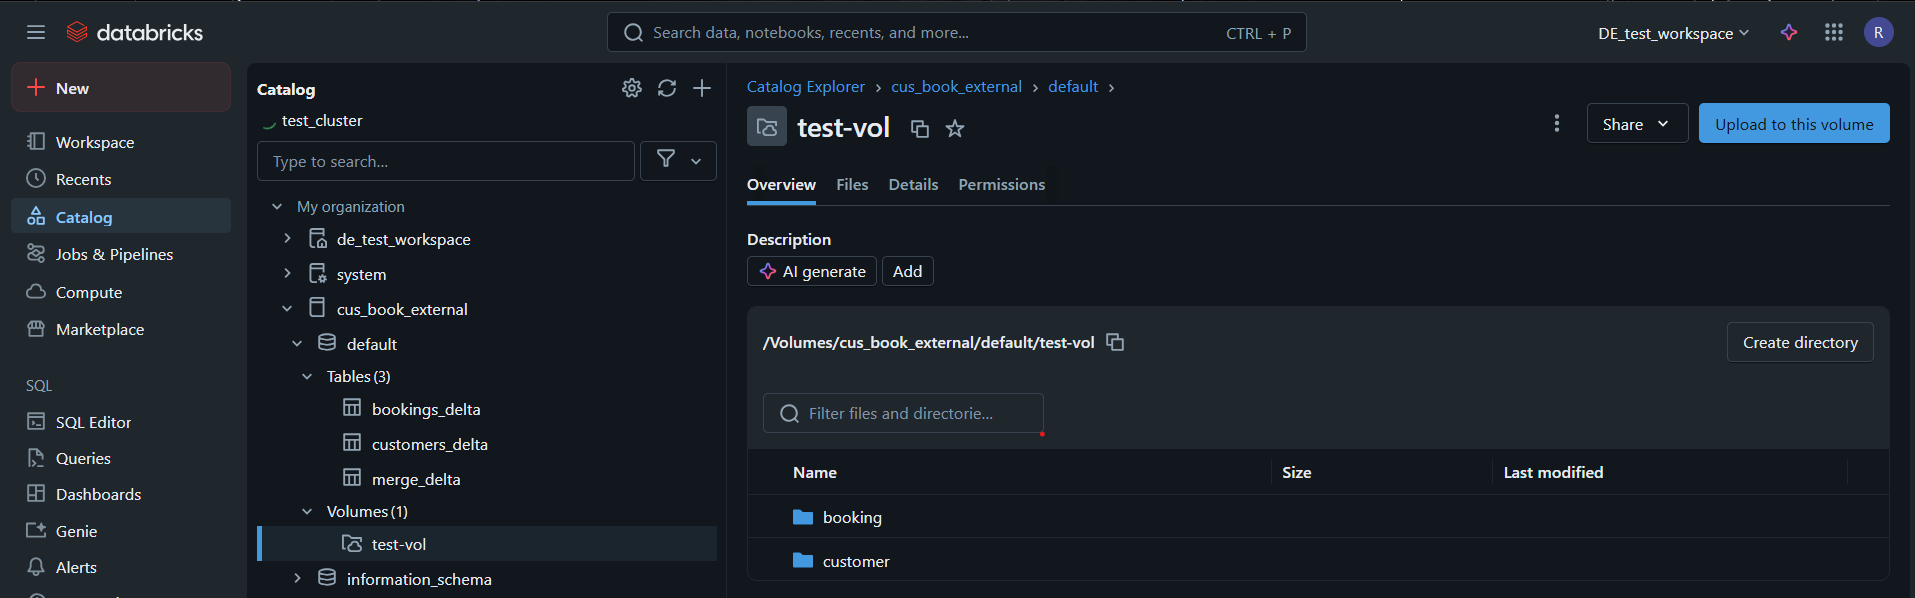 databricks
Search data, notebooks, recents, and more...
CTRL + P
DE_test_workspace
R
New
Workspace
Recents
Catalog
Jobs & Pipelines
Compute
Marketplace
SQL
SQL Editor
Queries
Dashboards
Genie
Alerts
Catalog
test_cluster
Type to search...
My organization
de_test_workspace
system
cus_book_external
default
Tables (3)
bookings_delta
customers_delta
merge_delta
Volumes (1)
test-vol
information_schema
Catalog Explorer > cus_book_external > default >
test-vol
Share
Upload to this volume
Overview Files Details Permissions
Description
AI generate Add
/Volumes/cus_book_external/default/test-vol
Create directory
Filter files and directorie...
Name Size Last modified
booking
customer